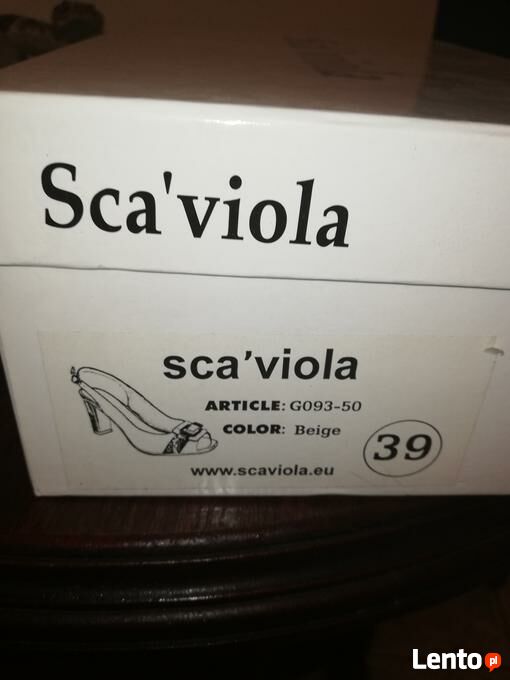 Sca'viola
sca'viola
ARTICLE: G093-50
COLOR: Beige
39
www.scaviola.eu
Lento pl